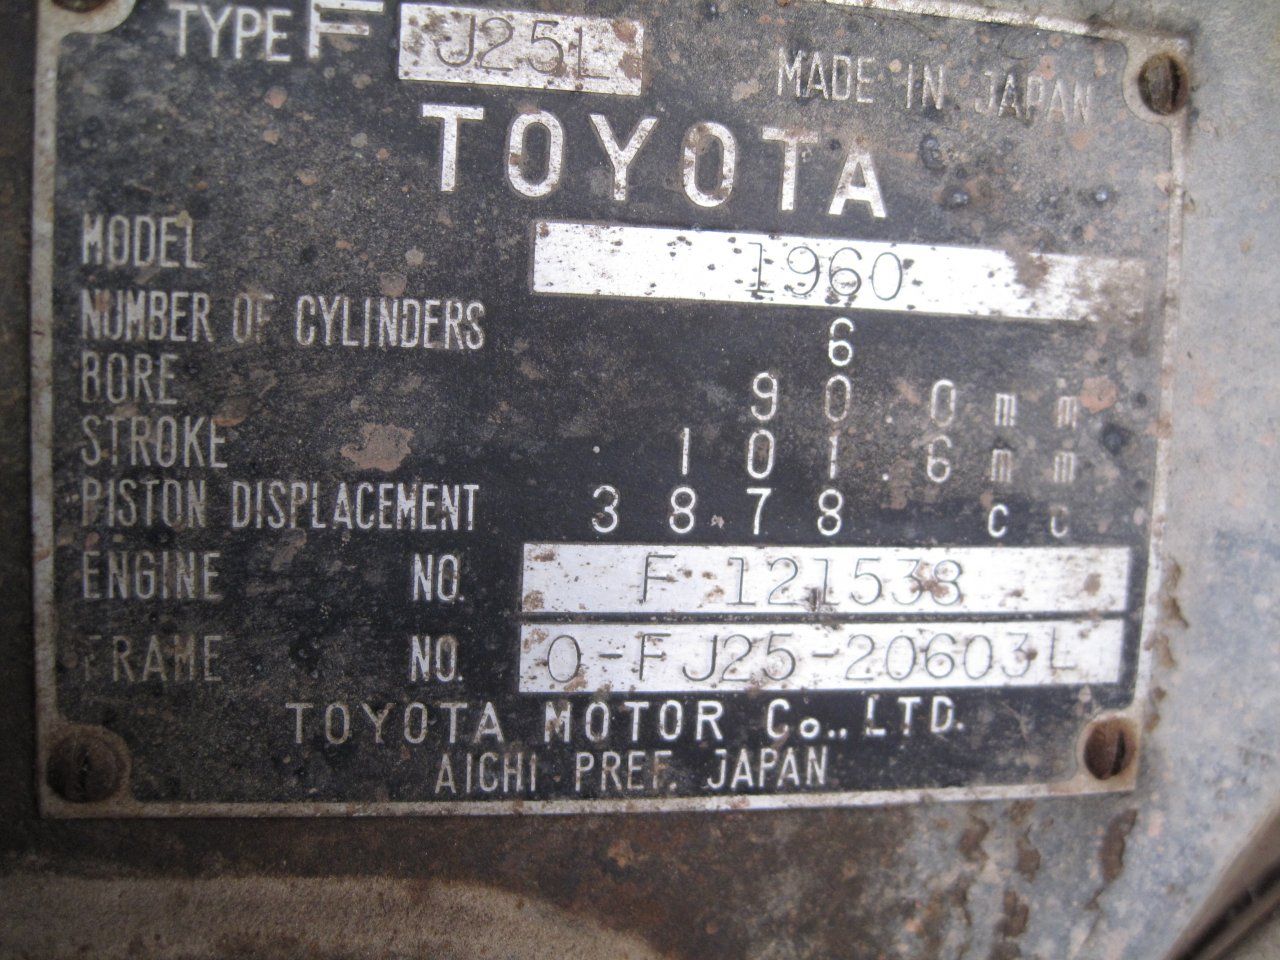 TYPE F J25L
MADE IN JAPAN
TOYOTA
MODEL 1960
NUMBER OF CYLINDERS 6
BORE 90.0mm
STROKE 101.6mm
PISTON DISPLACEMENT 3878 cc
ENGINE NO. F 121538
FRAME NO. 0-FJ25-20603L
TOYOTA MOTOR Co., LTD.
AICHI PREF. JAPAN